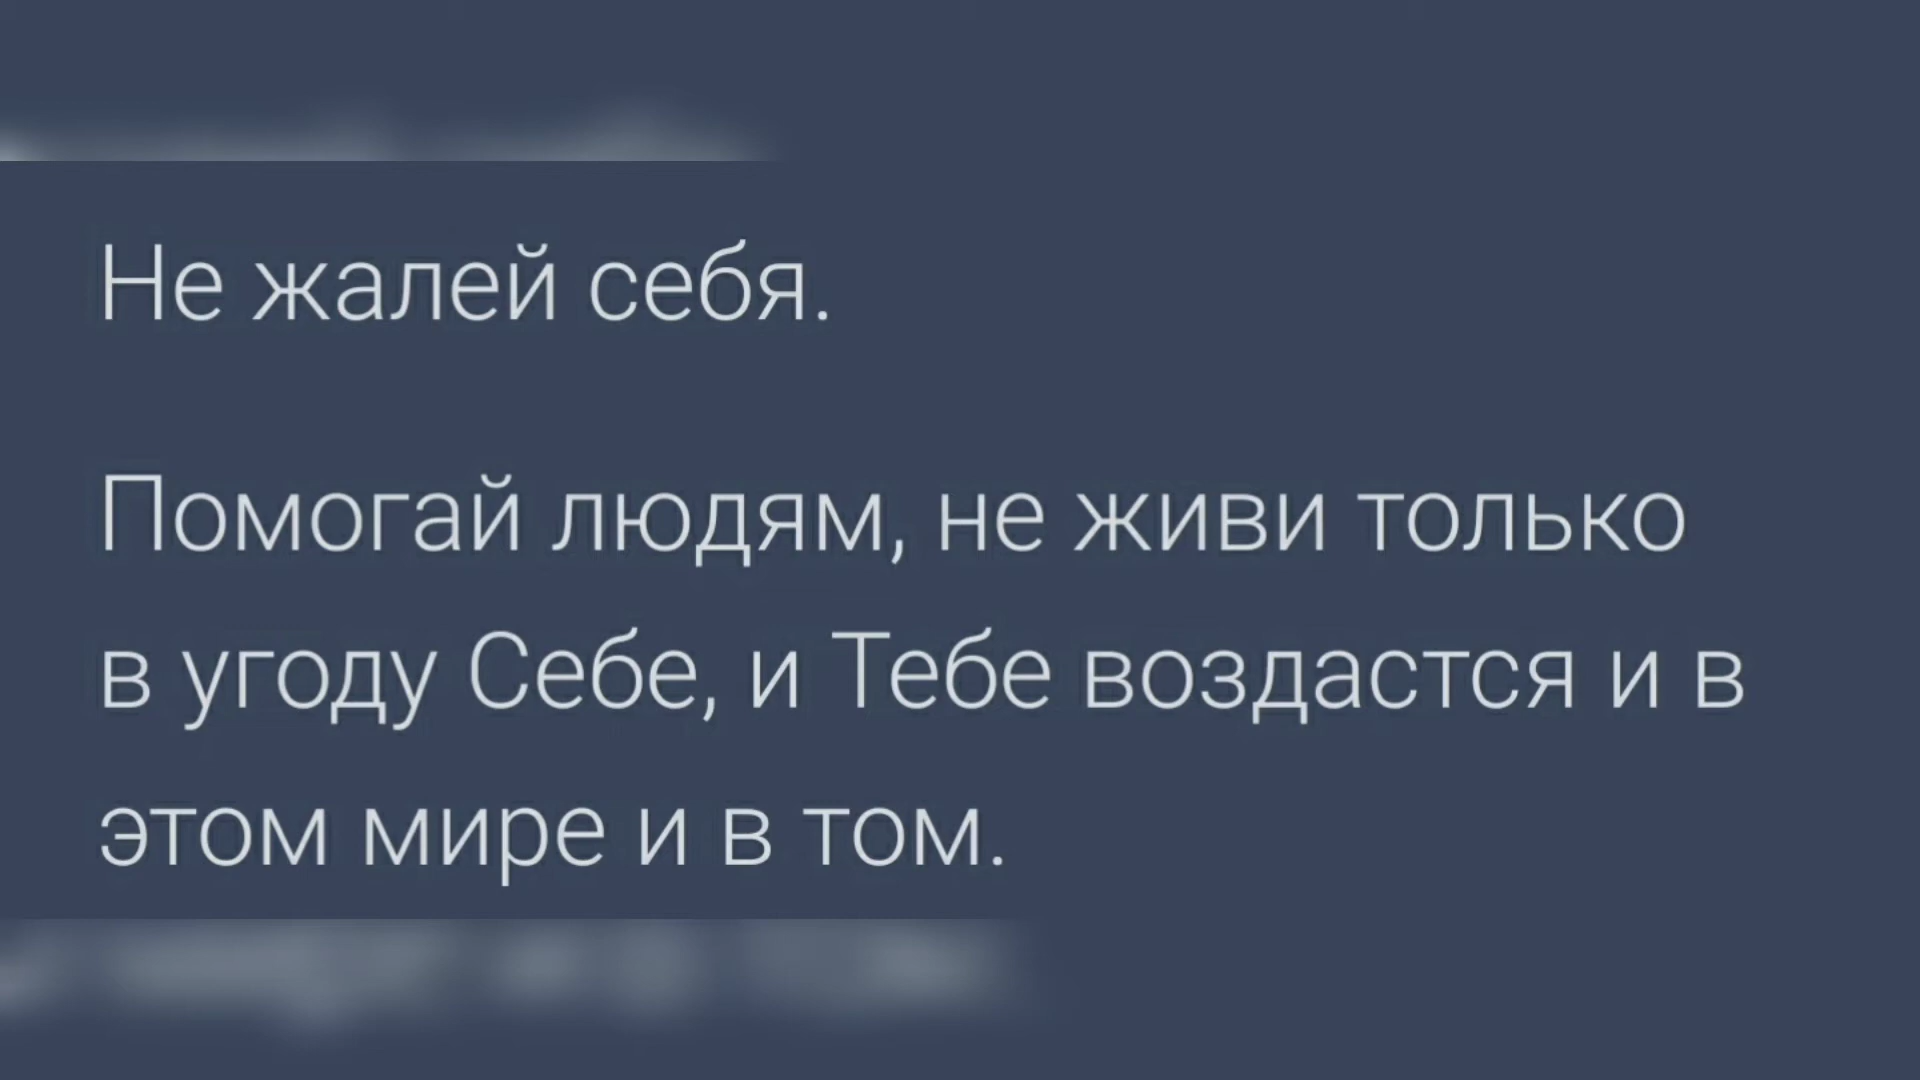 Не жалей себя.
Помогай людям, не живи только
в угоду Себе, и Тебе воздастся и в
этом мире и в том.